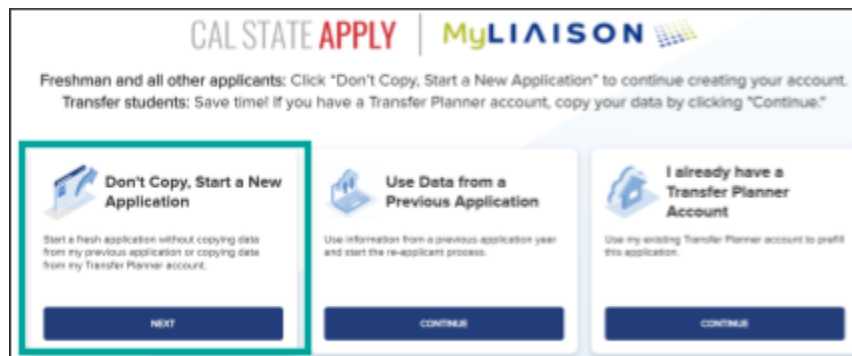 CAL STATE APPLY | MyLIAISON
Freshman and all other applicants: Click "Don't Copy, Start a New Application" to continue creating your account.
Transfer students: Save time! If you have a Transfer Planner account, copy your data by clicking "Continue."
Don't Copy, Start a New
Application
Start a fresh application without copying data
from my previous application or copying data
from my Transfer Planner account.
NEXT
Use Data from a
Previous Application
Use information from a previous application year
and start the re-applicant process.
CONTINUE
I already have a
Transfer Planner
Account
Use my existing Transfer Planner account to prefill
this application.
CONTINUE